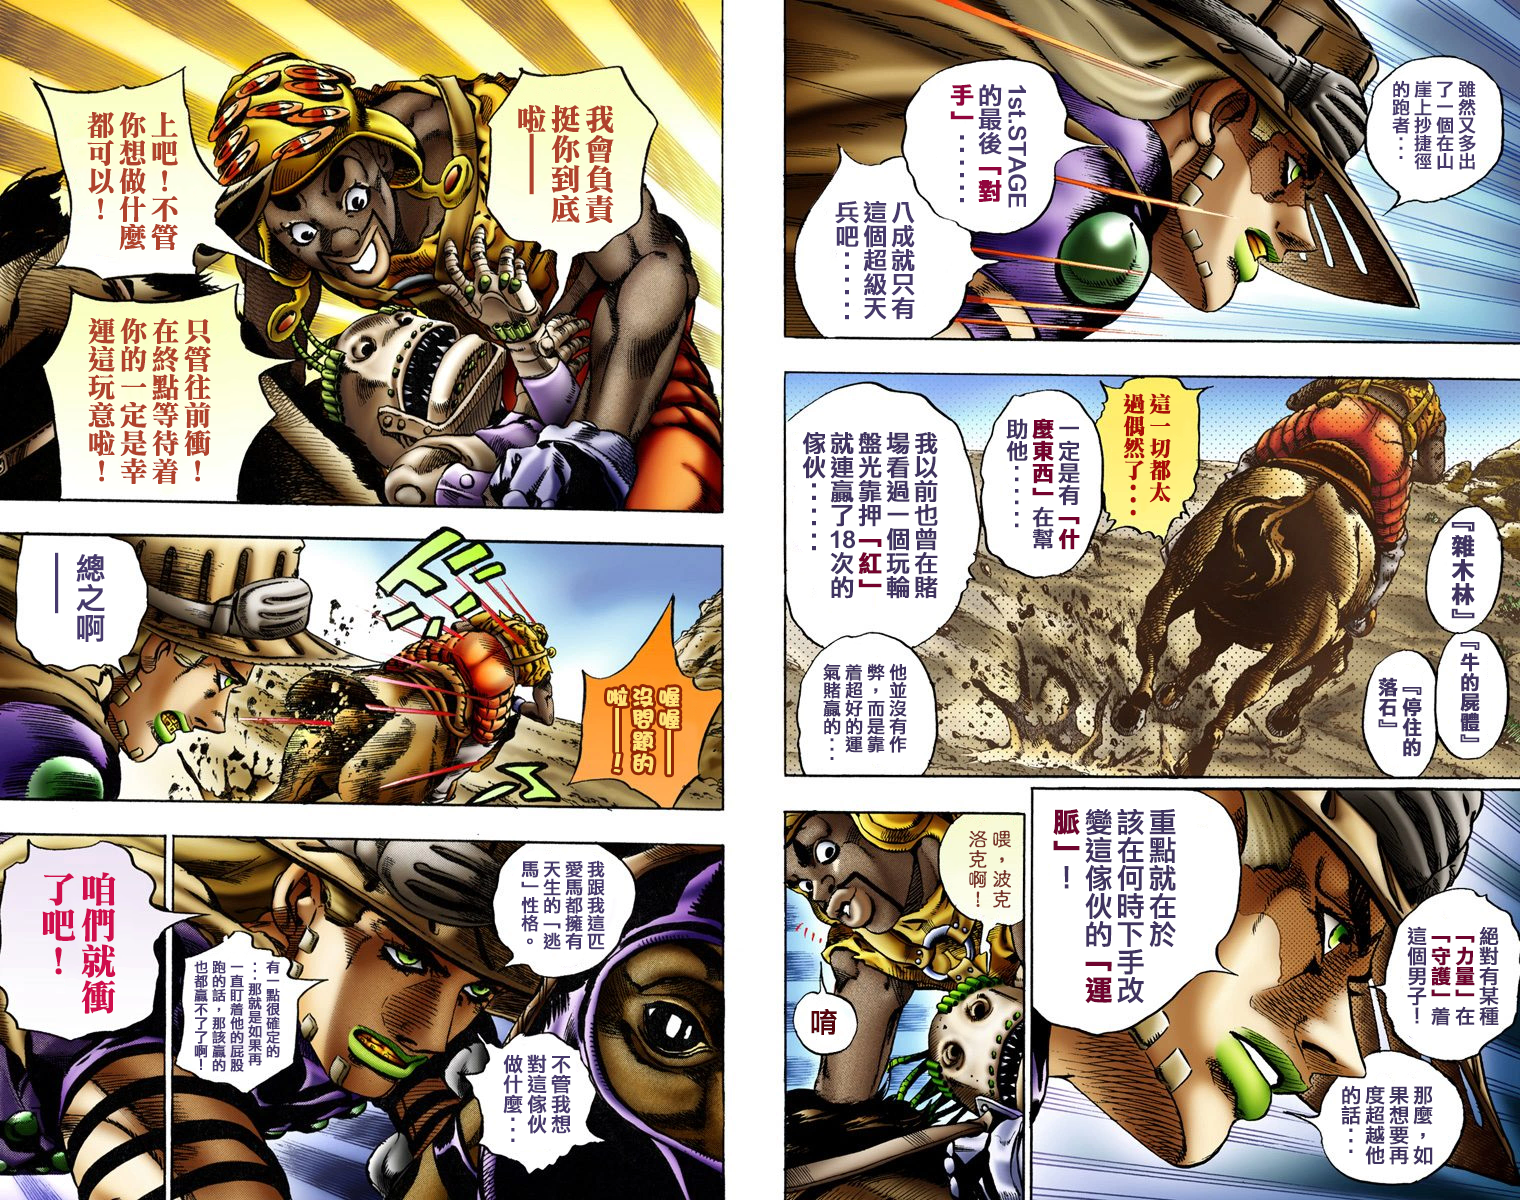 雖然又多出
了一個在山
崖上抄捷徑
的跑者...
1st.STAGE
的最後「對
手」......
八成就只有
這個超級天
兵吧......
這一切都太
過偶然了...
一定是有「什
麼東西」在幫
助他......
我以前也曾在賭
場看過一個玩輪
盤光靠押「紅」
就連贏了18次的
傢伙......
他並沒有作
弊，而是靠
着超好的運
氣賭贏的...
『雜木林』
『牛的屍體』
『停住的
落石』
絕對有某種
「力量」在
「守護」着
這個男子！
那麼，如
果想要再
度超越他
的話...
重點就在於
該在何時下手改
變這傢伙的「運
脈」！
喂，波克
洛克啊！
唷
我會負責
挺你到底
啦——
上吧！不管
你想做什麼
都可以！
只管往前衝！
在終點等待着
你的一定是幸
運這玩意啦！
喔喔——
沒問題的
啦——！
ドドド
総之啊
——
我跟我這匹
愛馬都擁有
天生的「逃
馬」性格。
不管我想
對這傢伙
做什麼...
有一點很確定的
...那就是如果再
一直盯着他的屁股
跑的話，那該贏的
也都贏不了了啊！
咱們就衝
了吧！